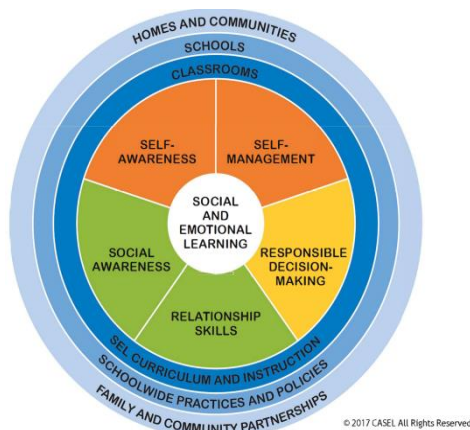 HOMES AND COMMUNITIES
SCHOOLS
CLASSROOMS
SELF-
AWARENESS
SELF-
MANAGEMENT
SOCIAL
AND
EMOTIONAL
LEARNING
SOCIAL
AWARENESS
RESPONSIBLE
DECISION-
MAKING
RELATIONSHIP
SKILLS
SEL CURRICULUM AND INSTRUCTION
SCHOOLWIDE PRACTICES AND POLICIES
FAMILY AND COMMUNITY PARTNERSHIPS
© 2017 CASEL All Rights Reserve